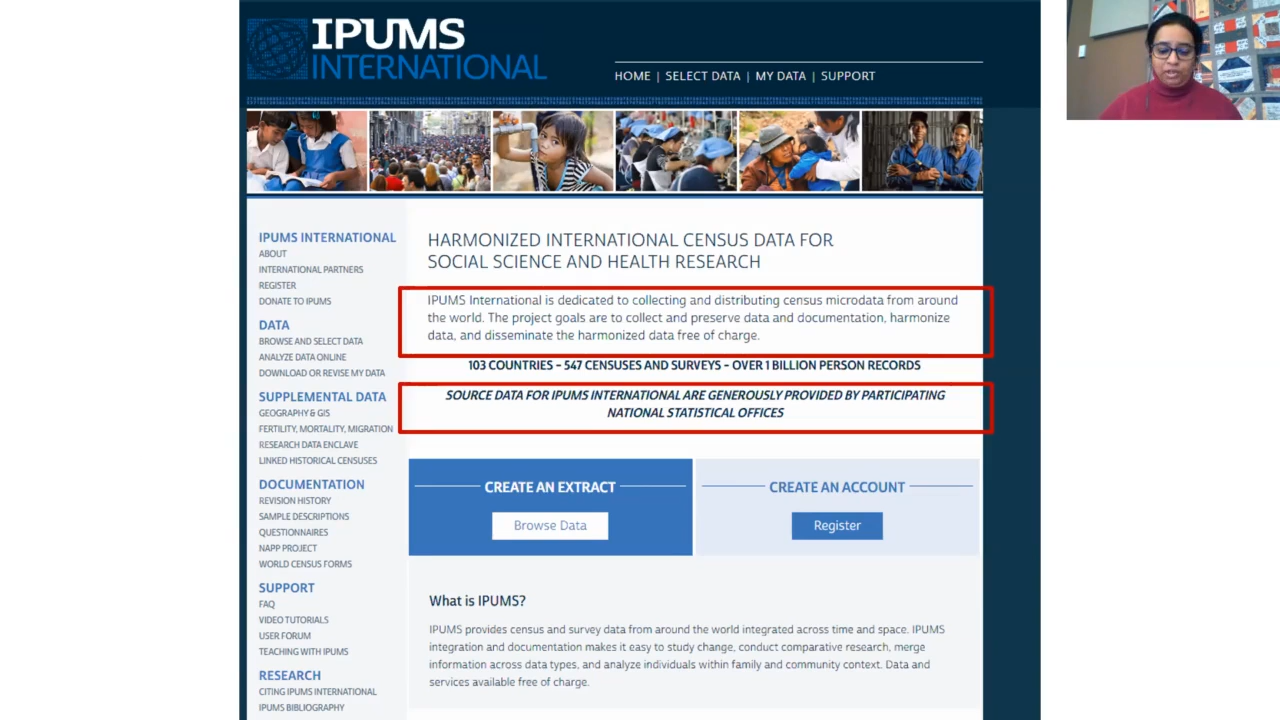 IPUMS
INTERNATIONAL
HOME | SELECT DATA | MY DATA | SUPPORT
IPUMS INTERNATIONAL
ABOUT
INTERNATIONAL PARTNERS
REGISTER
DONATE TO IPUMS
DATA
BROWSE AND SELECT DATA
ANALYZE DATA ONLINE
DOWNLOAD OR REVISE MY DATA
SUPPLEMENTAL DATA
GEOGRAPHY & GIS
FERTILITY, MORTALITY, MIGRATION
RESEARCH DATA ENCLAVE
LINKED HISTORICAL CENSUSES
DOCUMENTATION
REVISION HISTORY
SAMPLE DESCRIPTIONS
QUESTIONNAIRES
NAPP PROJECT
WORLD CENSUS FORMS
SUPPORT
FAQ
VIDEO TUTORIALS
USER FORUM
TEACHING WITH IPUMS
RESEARCH
CITING IPUMS INTERNATIONAL
IPUMS BIBLIOGRAPHY
HARMONIZED INTERNATIONAL CENSUS DATA FOR
SOCIAL SCIENCE AND HEALTH RESEARCH
IPUMS International is dedicated to collecting and distributing census microdata from around
the world. The project goals are to collect and preserve data and documentation, harmonize
data, and disseminate the harmonized data free of charge.
103 COUNTRIES – 547 CENSUSES AND SURVEYS – OVER 1 BILLION PERSON RECORDS
SOURCE DATA FOR IPUMS INTERNATIONAL ARE GENEROUSLY PROVIDED BY PARTICIPATING
NATIONAL STATISTICAL OFFICES
CREATE AN EXTRACT
Browse Data
CREATE AN ACCOUNT
Register
What is IPUMS?
IPUMS provides census and survey data from around the world integrated across time and space. IPUMS
integration and documentation makes it easy to study change, conduct comparative research, merge
information across data types, and analyze individuals within family and community context. Data and
services available free of charge.